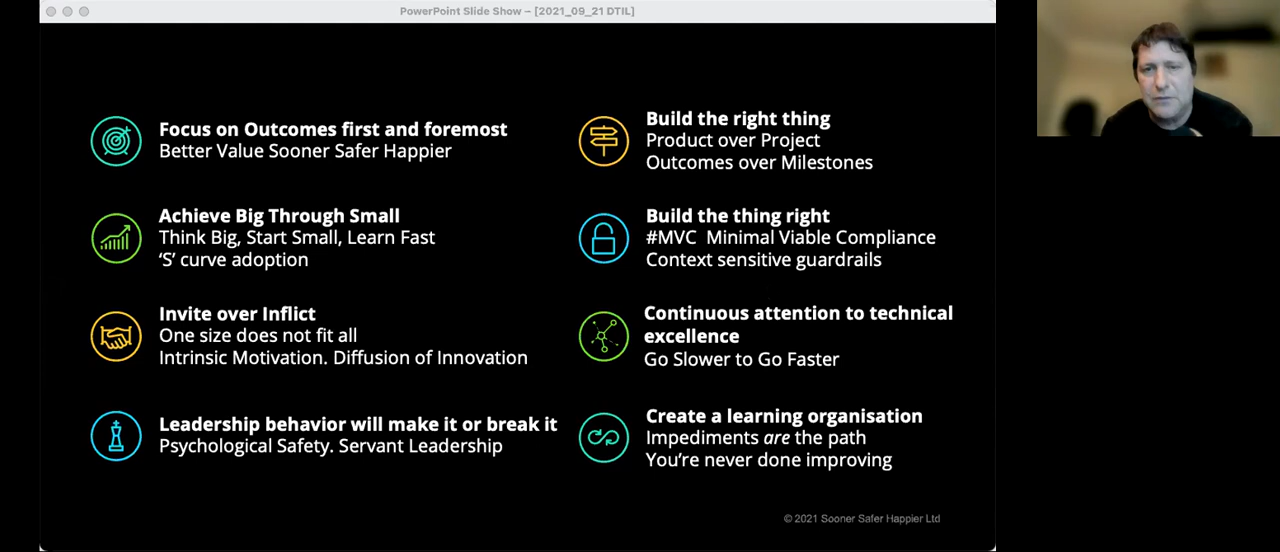 PowerPoint Slide Show – [2021_09_21 DTIL]
Focus on Outcomes first and foremost
Better Value Sooner Safer Happier
Achieve Big Through Small
Think Big, Start Small, Learn Fast
‘S’ curve adoption
Invite over Inflict
One size does not fit all
Intrinsic Motivation. Diffusion of Innovation
Leadership behavior will make it or break it
Psychological Safety. Servant Leadership
Build the right thing
Product over Project
Outcomes over Milestones
Build the thing right
#MVC Minimal Viable Compliance
Context sensitive guardrails
Continuous attention to technical
excellence
Go Slower to Go Faster
Create a learning organisation
Impediments are the path
You’re never done improving
© 2021 Sooner Safer Happier Ltd